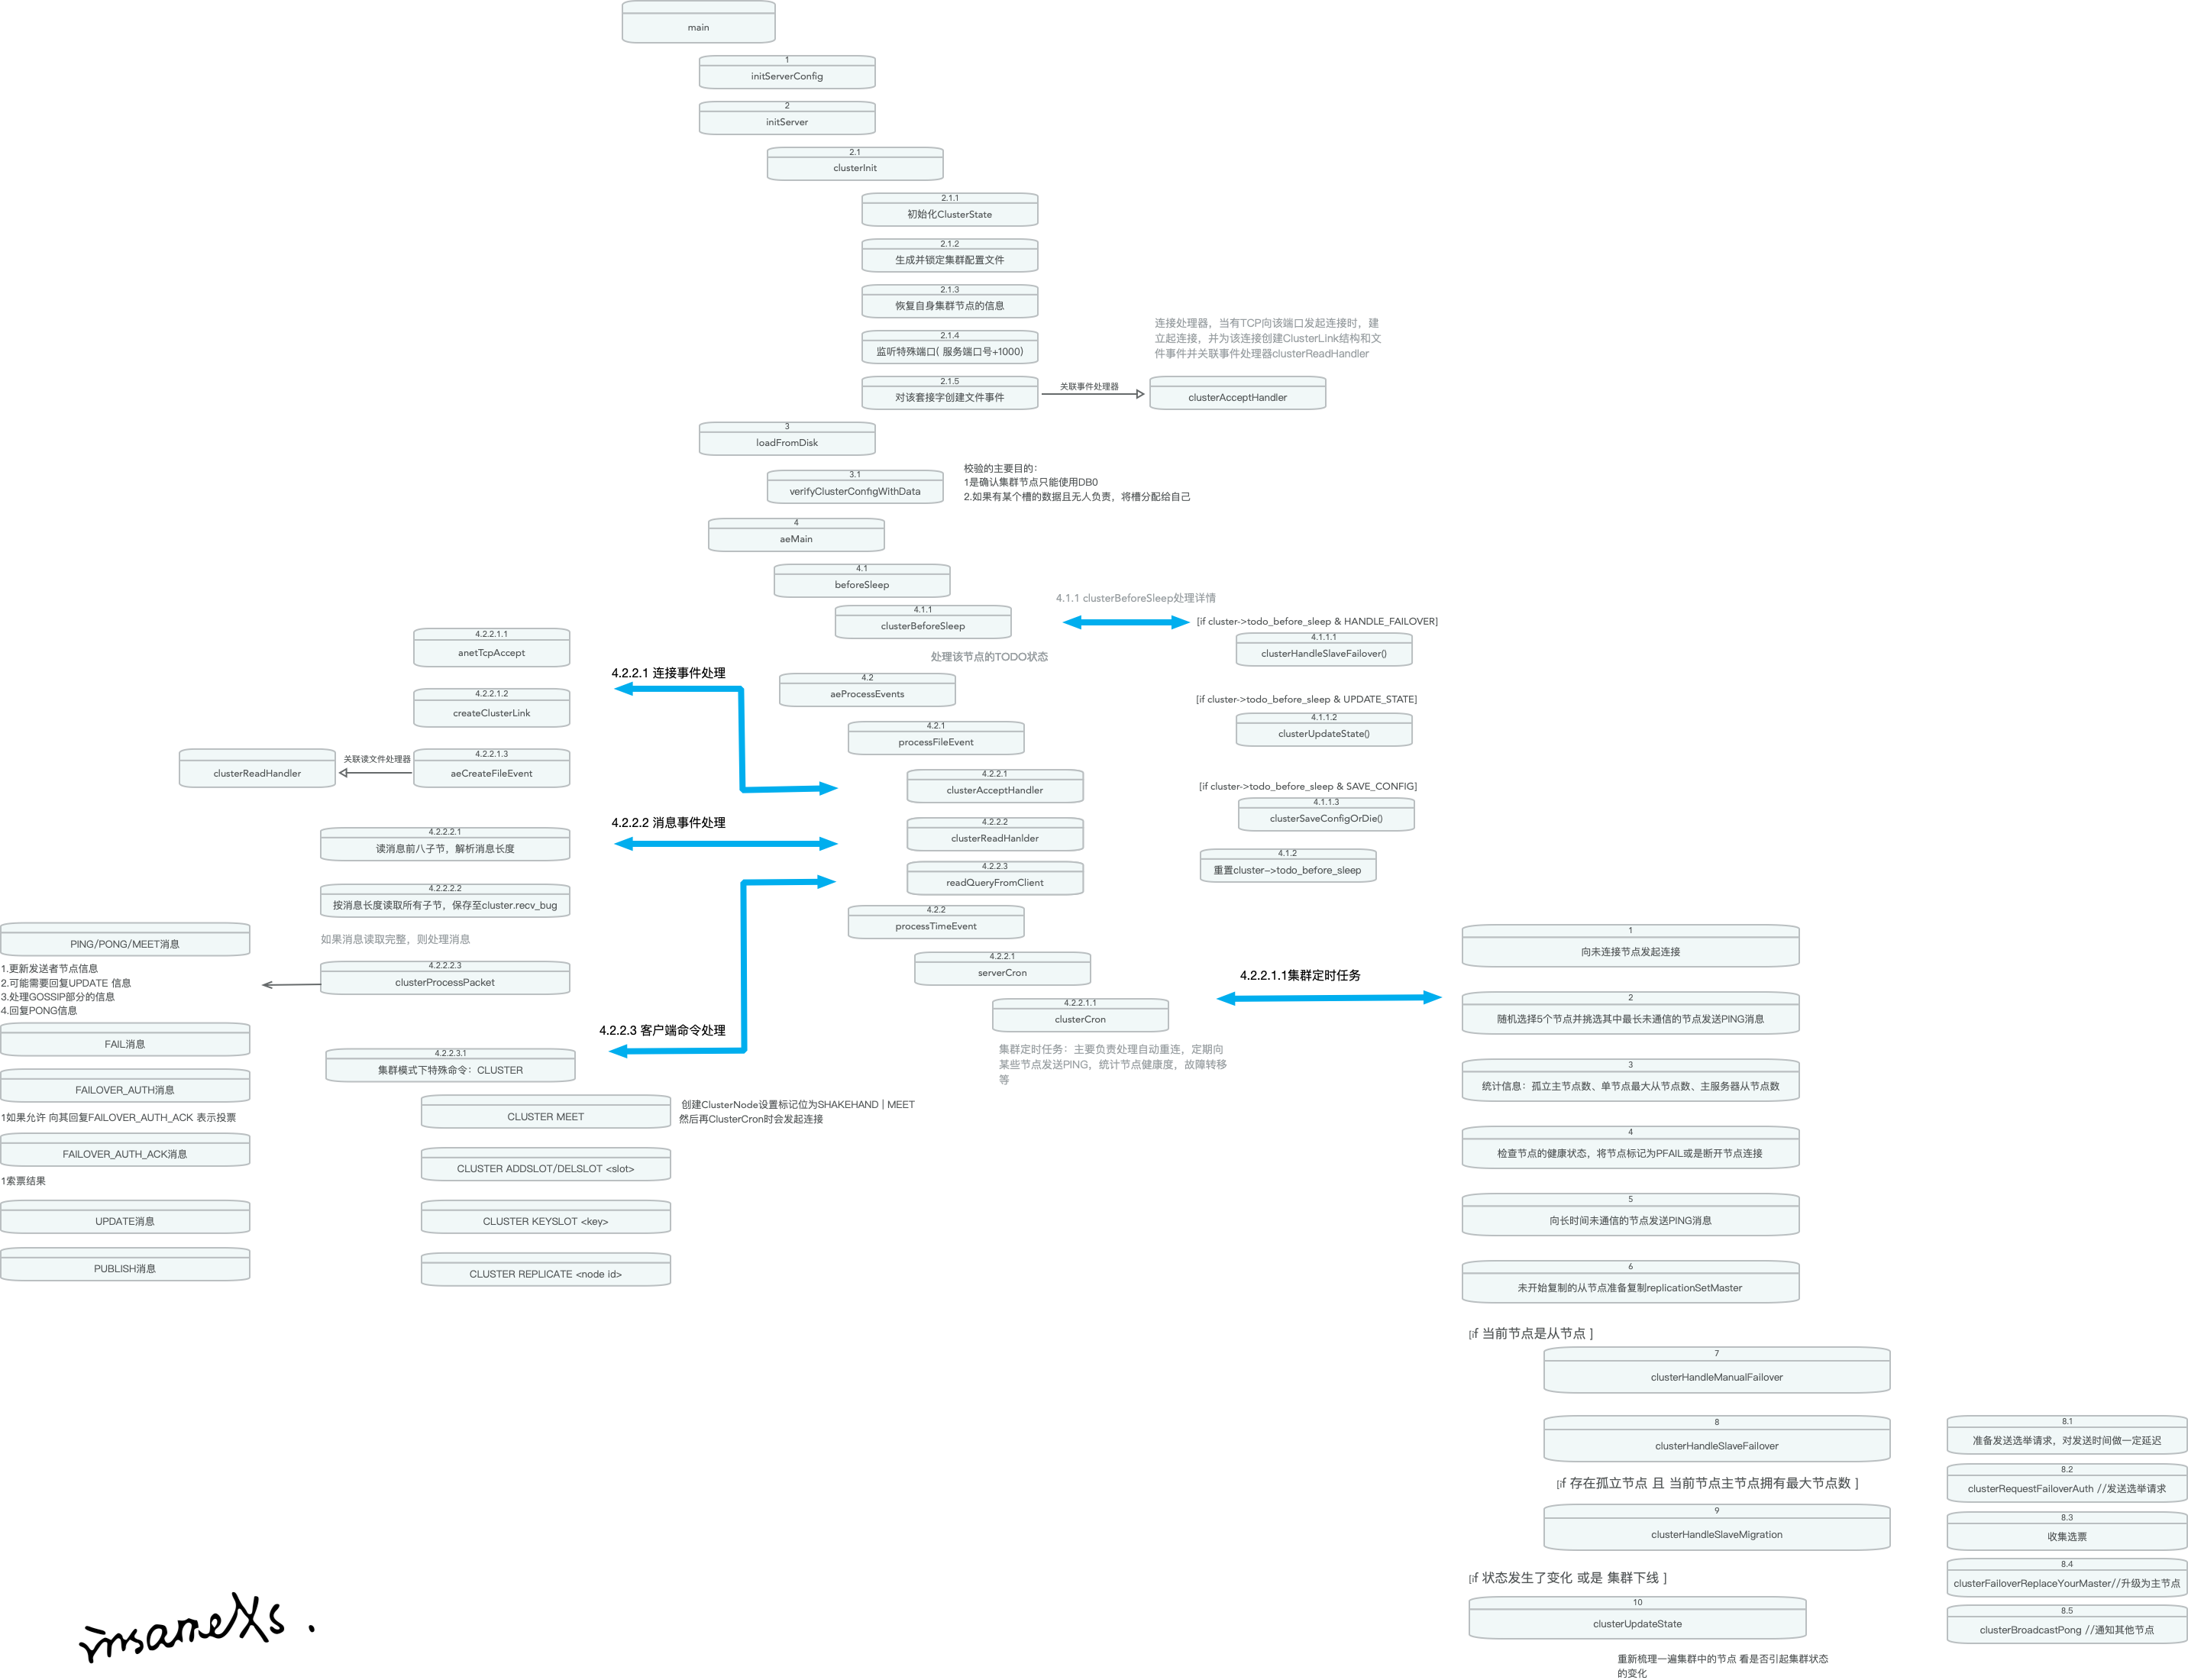 main
1
initServerConfig
2
initServer
2.1
clusterInit
2.1.1
初始化ClusterState
2.1.2
生成并锁定集群配置文件
2.1.3
恢复自身集群节点的信息
2.1.4
监听特殊端口( 服务端口号+1000)
2.1.5
对该套接字创建文件事件
关联事件处理器
连接处理器，当有TCP向该端口发起连接时，建
立起连接，并为该连接创建ClusterLink结构和文
件事件并关联事件处理器clusterReadHandler
clusterAcceptHandler
3
loadFromDisk
3.1
verifyClusterConfigWithData
校验的主要目的：
1是确认集群节点只能使用DB0
2.如果有某个槽的数据且无人负责，将槽分配给自己
4
aeMain
4.1
beforeSleep
4.1.1
clusterBeforeSleep
处理该节点的TODO状态
4.1.1 clusterBeforeSleep处理详情
[if cluster->todo_before_sleep & HANDLE_FAILOVER]
4.1.1.1
clusterHandleSlaveFailover()
[if cluster->todo_before_sleep & UPDATE_STATE]
4.1.1.2
clusterUpdateState()
[if cluster->todo_before_sleep & SAVE_CONFIG]
4.1.1.3
clusterSaveConfigOrDie()
4.1.2
重置cluster->todo_before_sleep
4.2
aeProcessEvents
4.2.1
processFileEvent
4.2.2.1
clusterAcceptHandler
4.2.2.2
clusterReadHanlder
4.2.2.3
readQueryFromClient
4.2.2
processTimeEvent
4.2.2.1
serverCron
4.2.2.1.1
clusterCron
集群定时任务：主要负责处理自动重连，定期向
某些节点发送PING，统计节点健康度，故障转移
等
4.2.2.1 连接事件处理
4.2.2.1.1
anetTcpAccept
4.2.2.1.2
createClusterLink
4.2.2.1.3
aeCreateFileEvent
关联读文件处理器
clusterReadHandler
4.2.2.2 消息事件处理
4.2.2.2.1
读消息前八子节，解析消息长度
4.2.2.2.2
按消息长度读取所有子节，保存至cluster.recv_bug
如果消息读取完整，则处理消息
4.2.2.2.3
clusterProcessPacket
PING/PONG/MEET消息
1.更新发送者节点信息
2.可能需要回复UPDATE 信息
3.处理GOSSIP部分的信息
4.回复PONG信息
FAIL消息
FAILOVER_AUTH消息
1如果允许 向其回复FAILOVER_AUTH_ACK 表示投票
FAILOVER_AUTH_ACK消息
1索票结果
UPDATE消息
PUBLISH消息
4.2.2.3 客户端命令处理
4.2.2.3.1
集群模式下特殊命令：CLUSTER
CLUSTER MEET
创建ClusterNode设置标记位为SHAKEHAND | MEET
然后再ClusterCron时会发起连接
CLUSTER ADDSLOT/DELSLOT <slot>
CLUSTER KEYSLOT <key>
CLUSTER REPLICATE <node id>
4.2.2.1.1集群定时任务
1
向未连接节点发起连接
2
随机选择5个节点并挑选其中最长未通信的节点发送PING消息
3
统计信息：孤立主节点数、单节点最大从节点数、主服务器从节点数
4
检查节点的健康状态，将节点标记为PFAIL或是断开节点连接
5
向长时间未通信的节点发送PING消息
6
未开始复制的从节点准备复制replicationSetMaster
[if 当前节点是从节点 ]
7
clusterHandleManualFailover
8
clusterHandleSlaveFailover
[if 存在孤立节点 且 当前节点主节点拥有最大节点数 ]
9
clusterHandleSlaveMigration
[if 状态发生了变化 或是 集群下线 ]
10
clusterUpdateState
重新梳理一遍集群中的节点 看是否引起集群状态
的变化
8.1
准备发送选举请求，对发送时间做一定延迟
8.2
clusterRequestFailoverAuth //发送选举请求
8.3
收集选票
8.4
clusterFailoverReplaceYourMaster//升级为主节点
8.5
clusterBroadcastPong //通知其他节点
insaneXs.